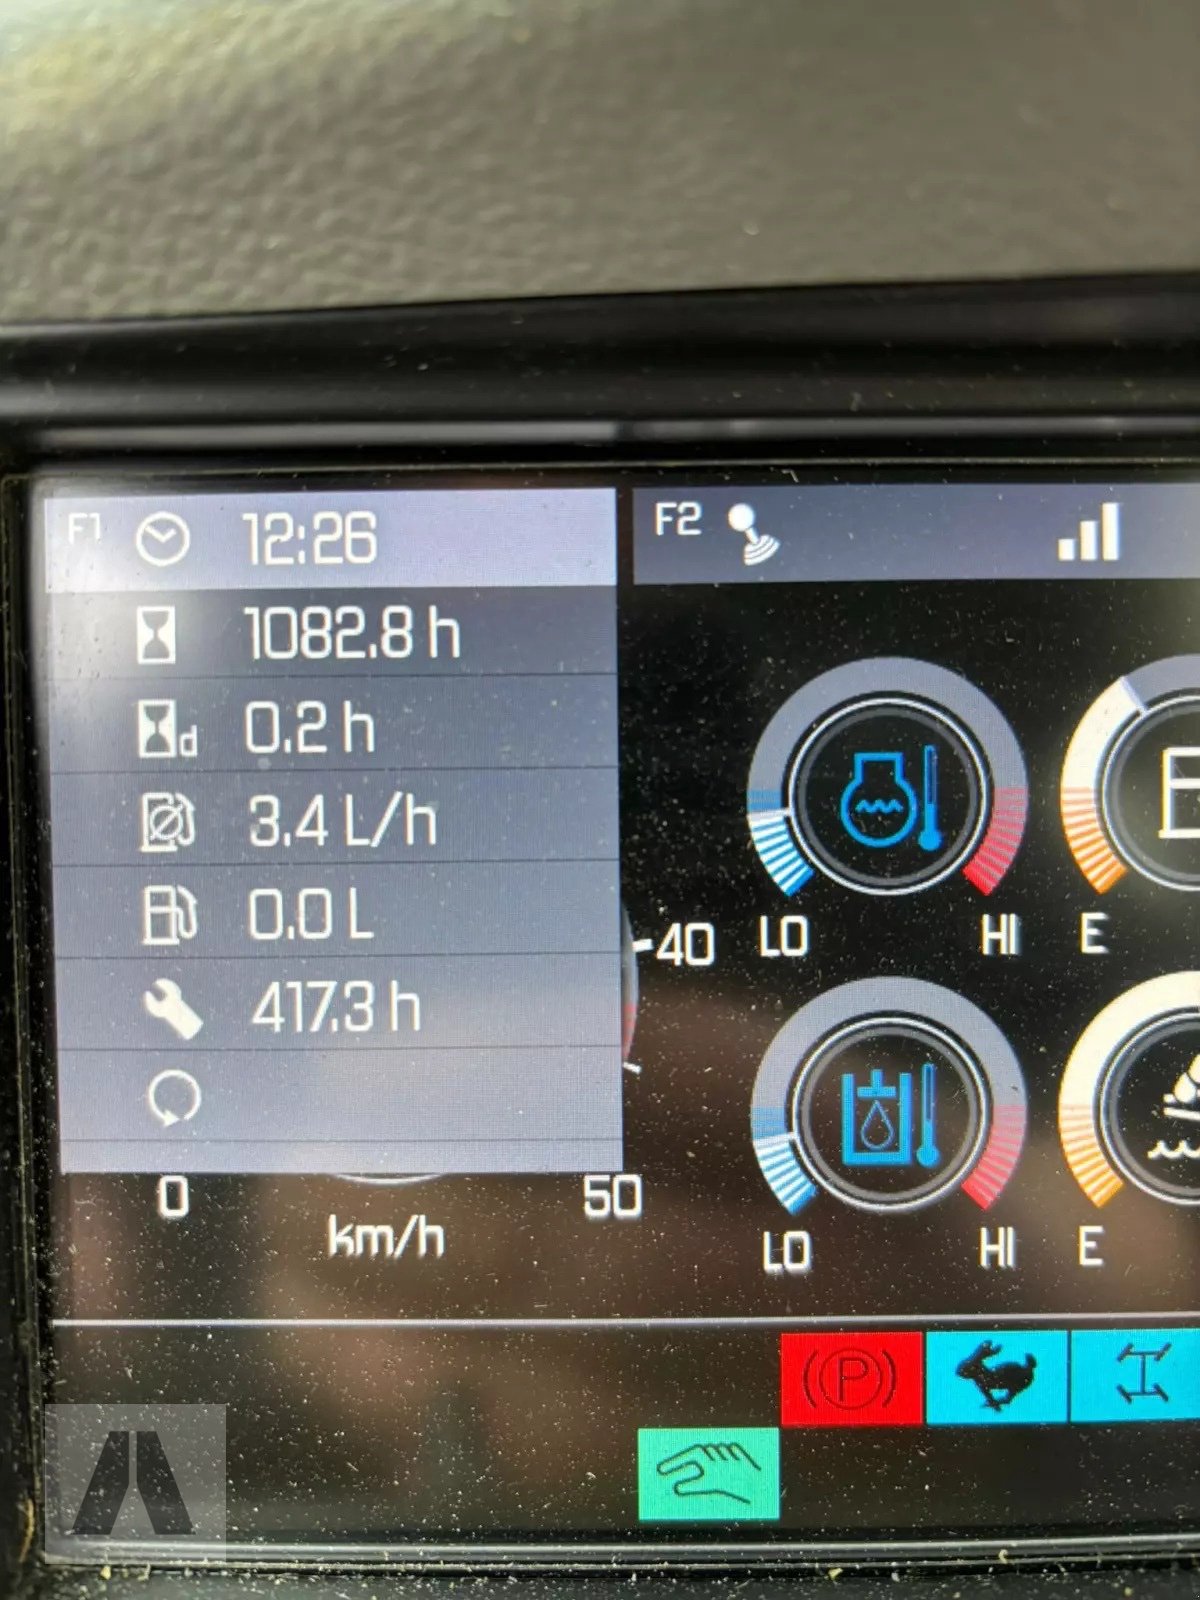 F1 12:26
F2
1082.8 h
d 0.2 h
3.4 L/h
0.0 L
417.3 h
40
LO HI E
0 50
km/h
LO HI E
P